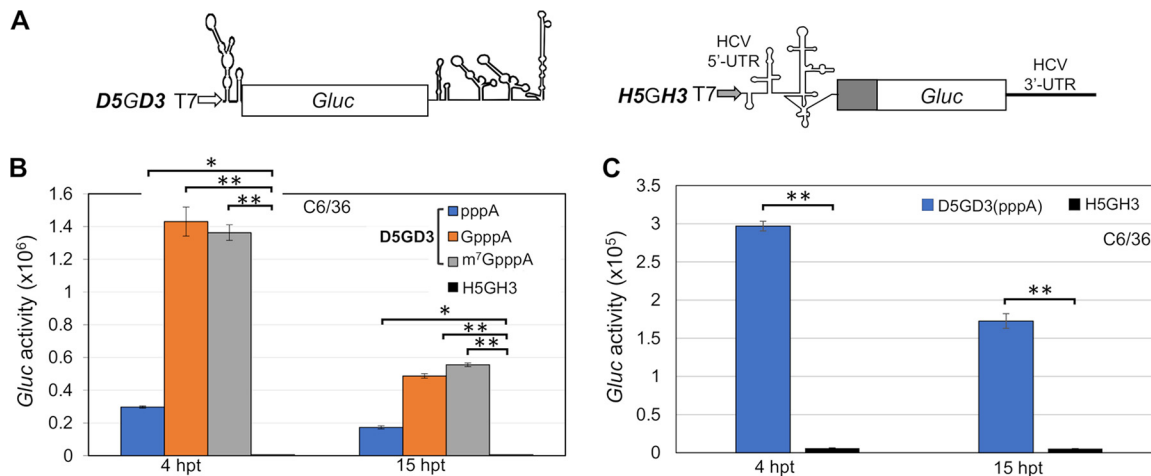 A
D5GD3 T7
Gluc
H5GH3 T7
HCV
5’-UTR
Gluc
HCV
3’-UTR
B
Gluc activity (x10⁶)
1.6
1.4
1.2
1
0.8
0.6
0.4
0.2
0
*
**
**
C6/36
D5GD3
pppA
GpppA
m⁷GpppA
H5GH3
*
**
**
4 hpt
15 hpt
C
Gluc activity (x10⁵)
3.5
3
2.5
2
1.5
1
0.5
0
**
D5GD3(pppA)
H5GH3
C6/36
**
4 hpt
15 hpt